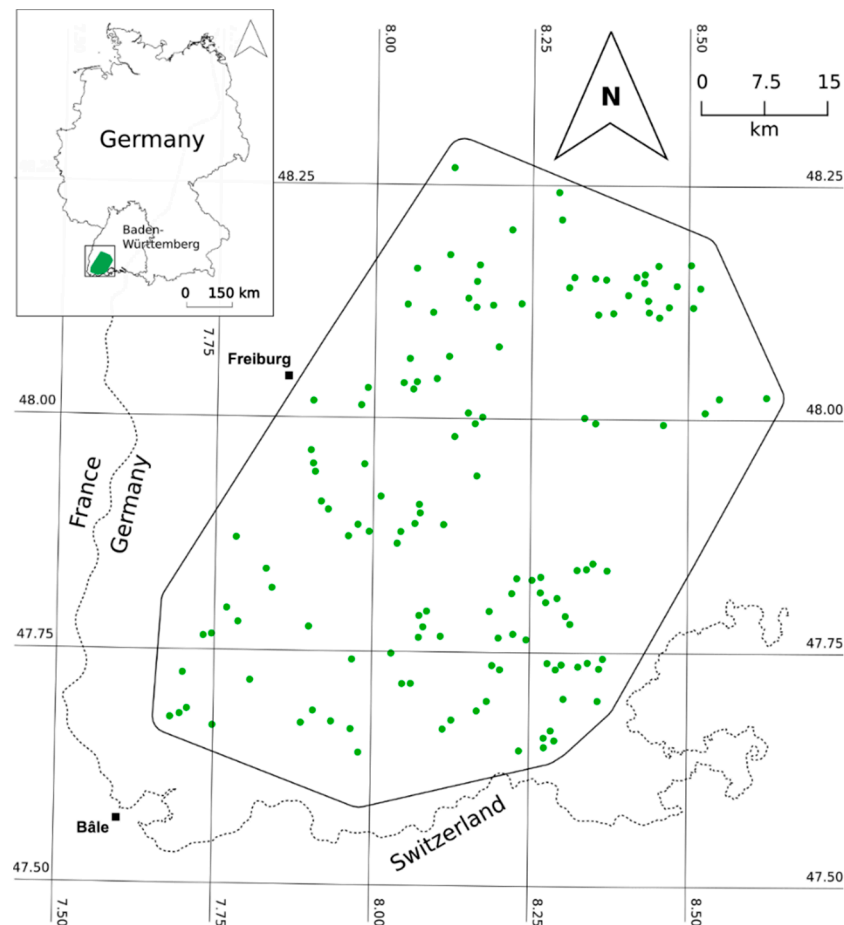 8.00
8.25
8.50
0 7.5 15
km
N
Germany
Baden-
Württemberg
0 150 km
48.25
48.25
7.75
Freiburg
48.00
48.00
France
Germany
47.75
47.75
Bâle
Switzerland
47.50
47.50
7.50
7.75
8.00
8.25
8.50